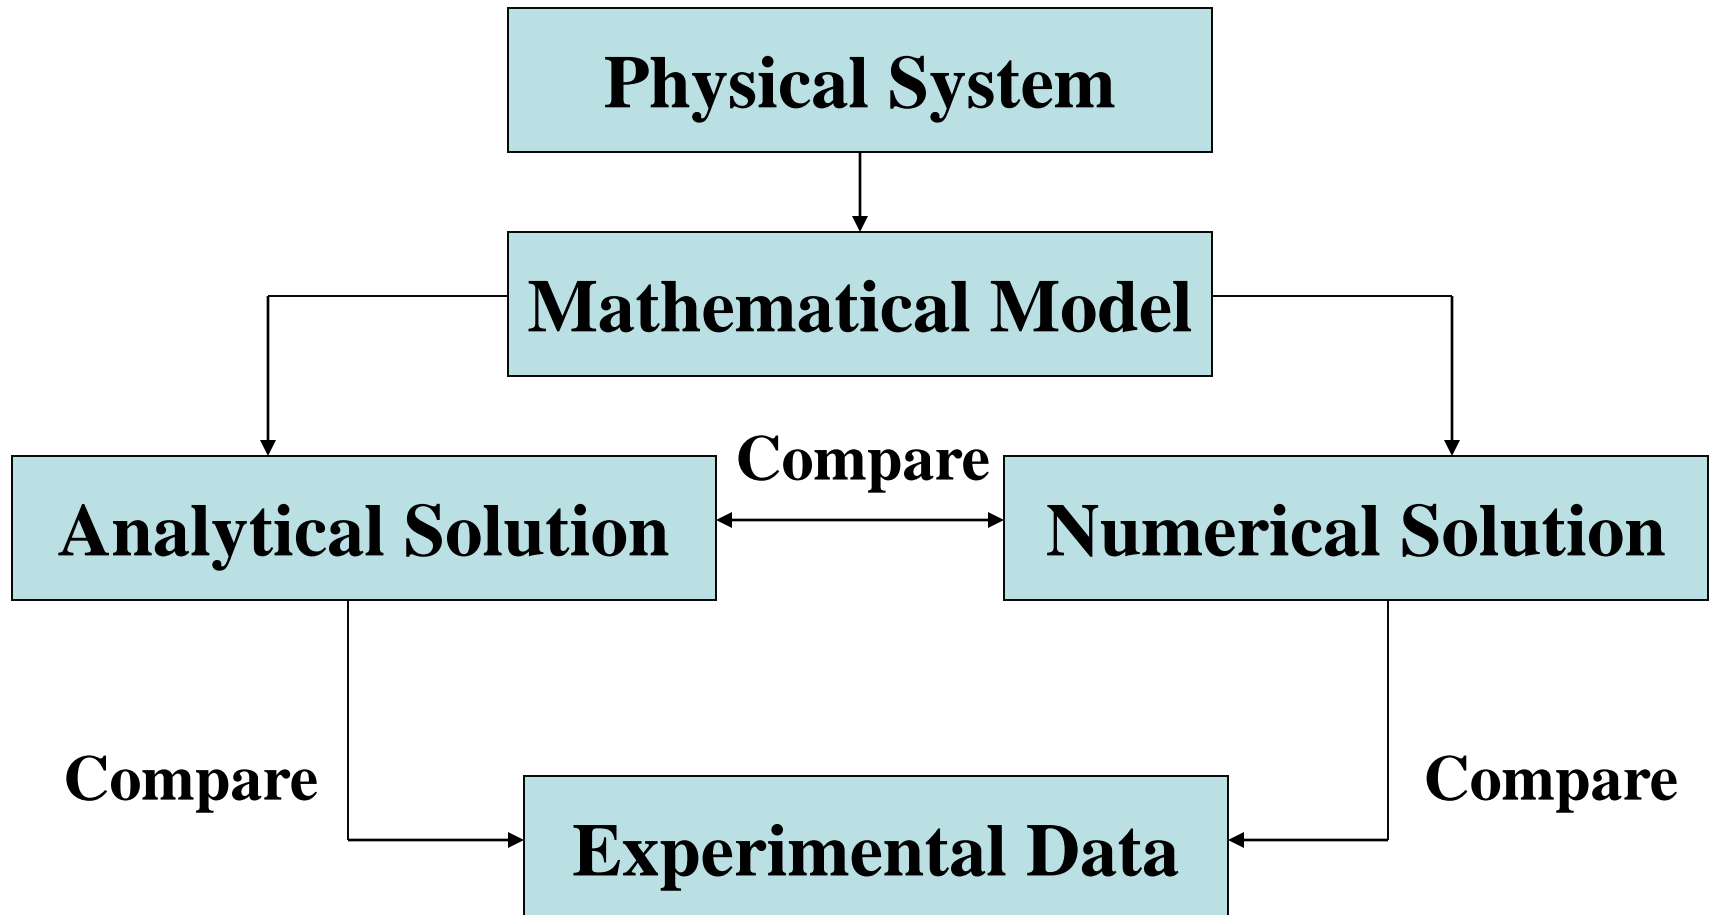 Physical System
Mathematical Model
Compare
Analytical Solution
Numerical Solution
Compare
Compare
Experimental Data